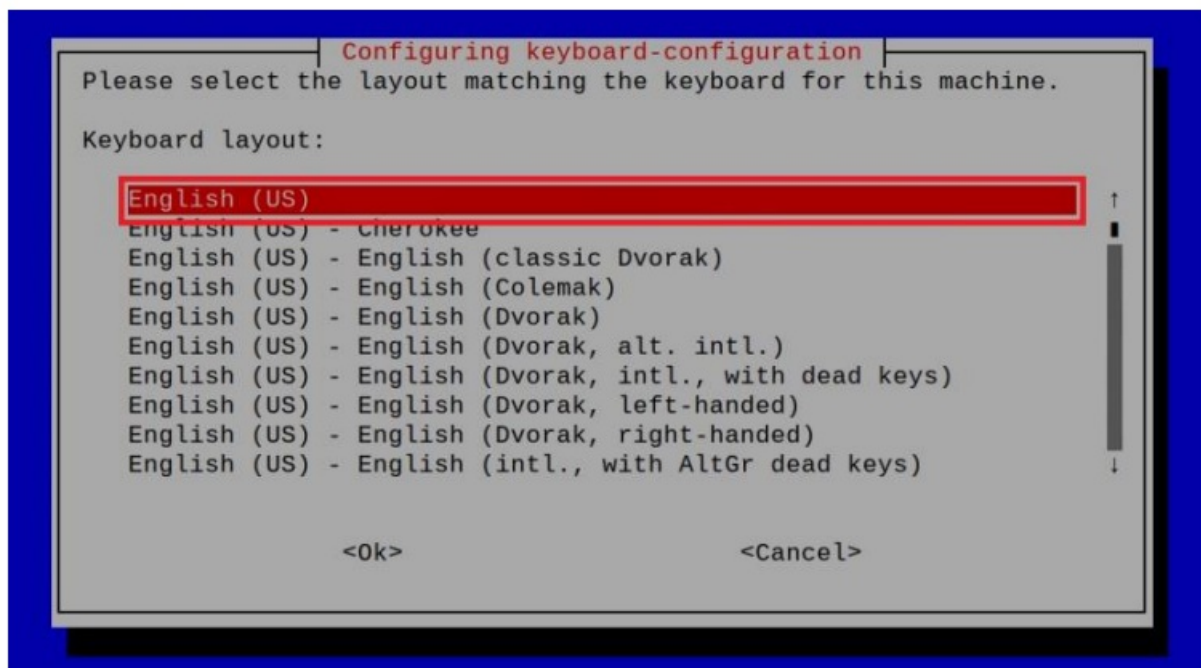 Configuring keyboard-configuration
Please select the layout matching the keyboard for this machine.
Keyboard layout:
English (US)
English (US) - Cherokee
English (US) - English (classic Dvorak)
English (US) - English (Colemak)
English (US) - English (Dvorak)
English (US) - English (Dvorak, alt. intl.)
English (US) - English (Dvorak, intl., with dead keys)
English (US) - English (Dvorak, left-handed)
English (US) - English (Dvorak, right-handed)
English (US) - English (intl., with AltGr dead keys)
<Ok> <Cancel>